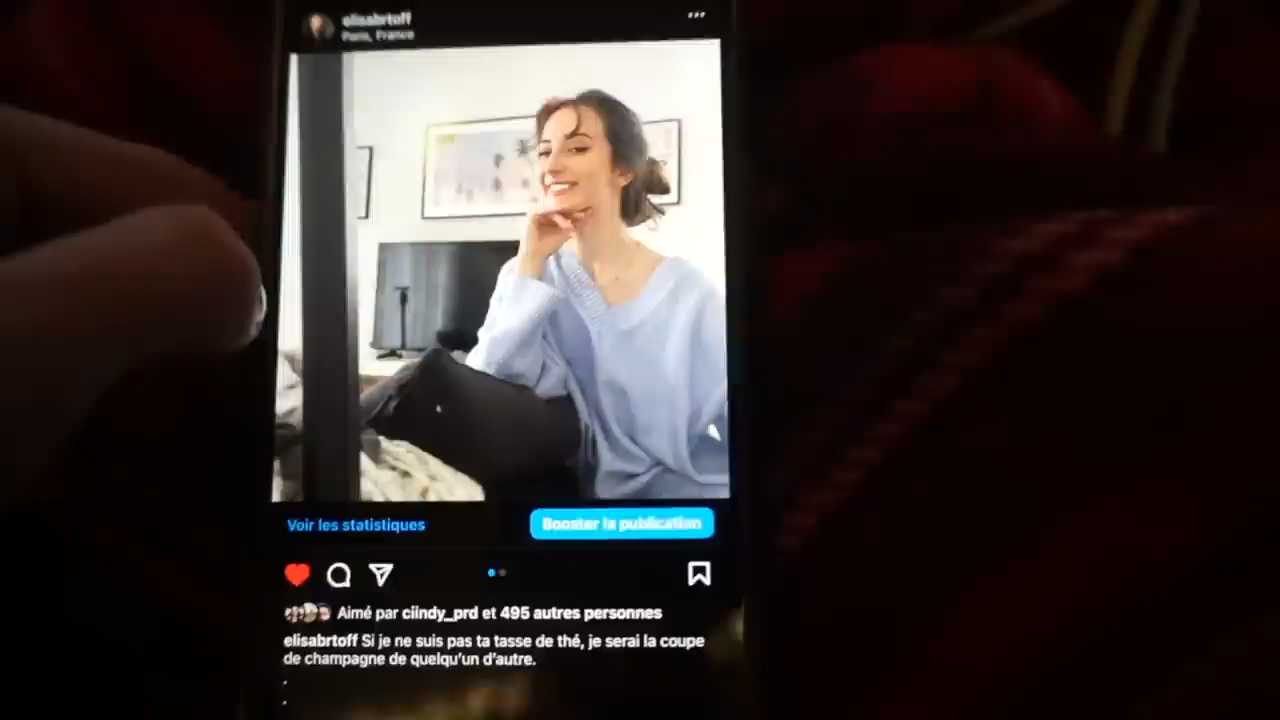 elisabrtoff
Paris, France
Voir les statistiques
Booster la publication
Aimé par ciindy_prd et 495 autres personnes
elisabrtoff Si je ne suis pas ta tasse de thé, je serai la coupe
de champagne de quelqu'un d'autre.